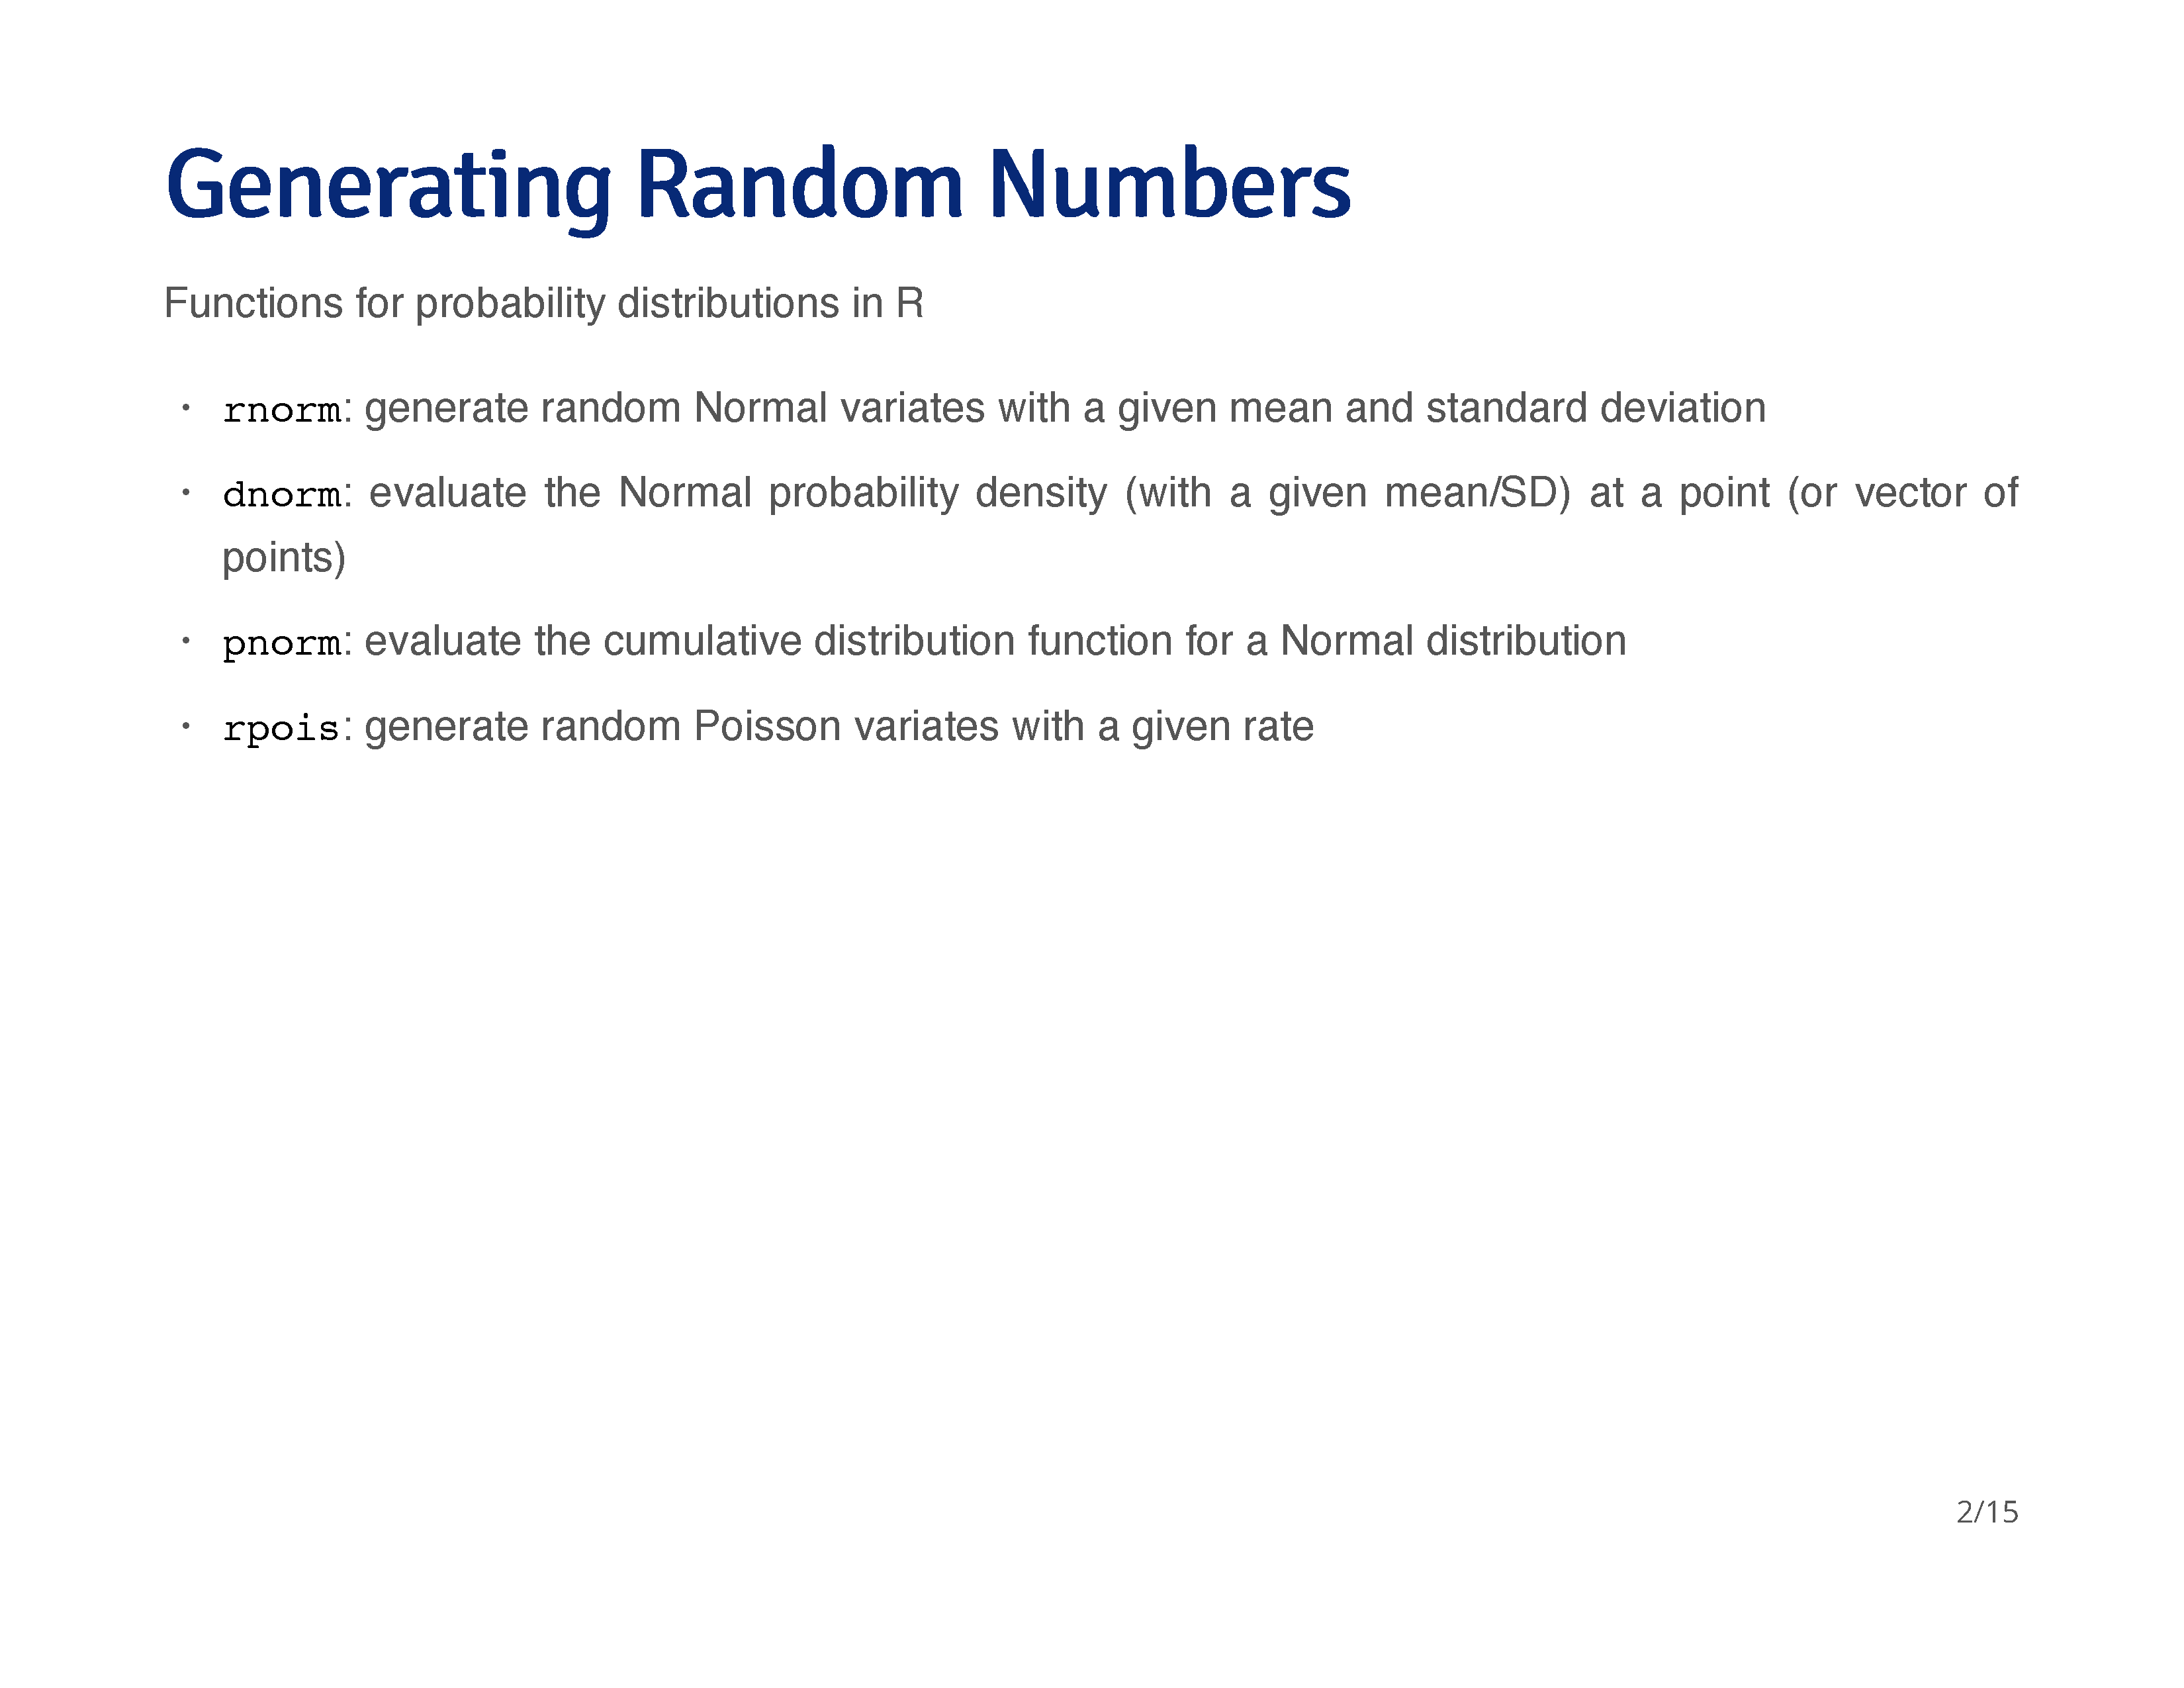 Generating Random Numbers
Functions for probability distributions in R
· rnorm: generate random Normal variates with a given mean and standard deviation
· dnorm: evaluate the Normal probability density (with a given mean/SD) at a point (or vector of
points)
· pnorm: evaluate the cumulative distribution function for a Normal distribution
· rpois: generate random Poisson variates with a given rate
2/15